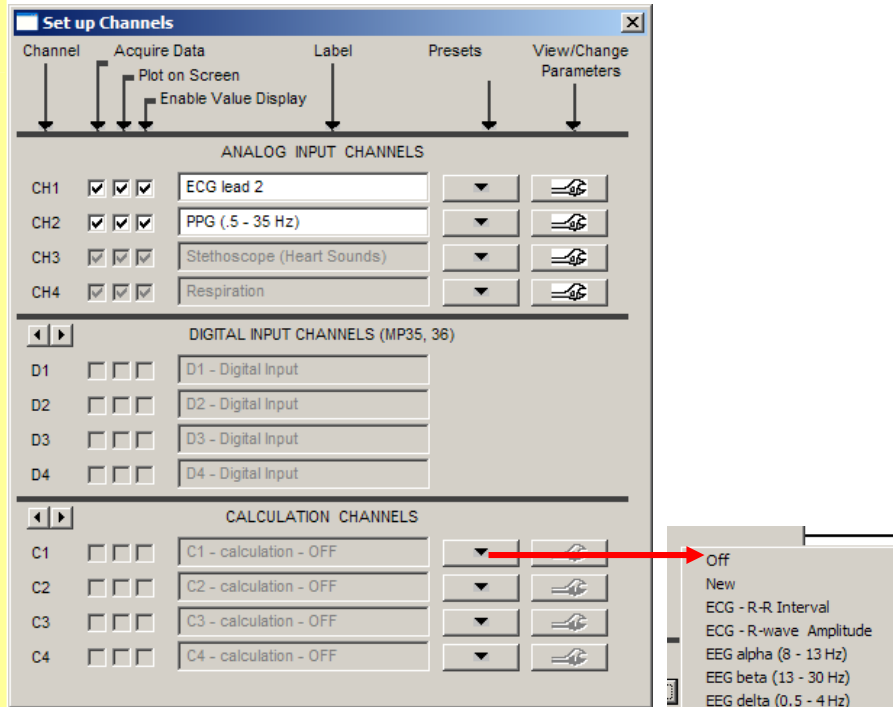 Set up Channels
Channel Acquire Data Label Presets View/Change
Plot on Screen Parameters
Enable Value Display
ANALOG INPUT CHANNELS
CH1 ECG lead 2
CH2 PPG (.5 - 35 Hz)
CH3 Stethoscope (Heart Sounds)
CH4 Respiration
DIGITAL INPUT CHANNELS (MP35, 36)
D1 D1 - Digital Input
D2 D2 - Digital Input
D3 D3 - Digital Input
D4 D4 - Digital Input
CALCULATION CHANNELS
C1 C1 - calculation - OFF
C2 C2 - calculation - OFF
C3 C3 - calculation - OFF
C4 C4 - calculation - OFF
Off
New
ECG - R-R Interval
ECG - R-wave Amplitude
EEG alpha (8 - 13 Hz)
EEG beta (13 - 30 Hz)
EEG delta (0.5 - 4 Hz)